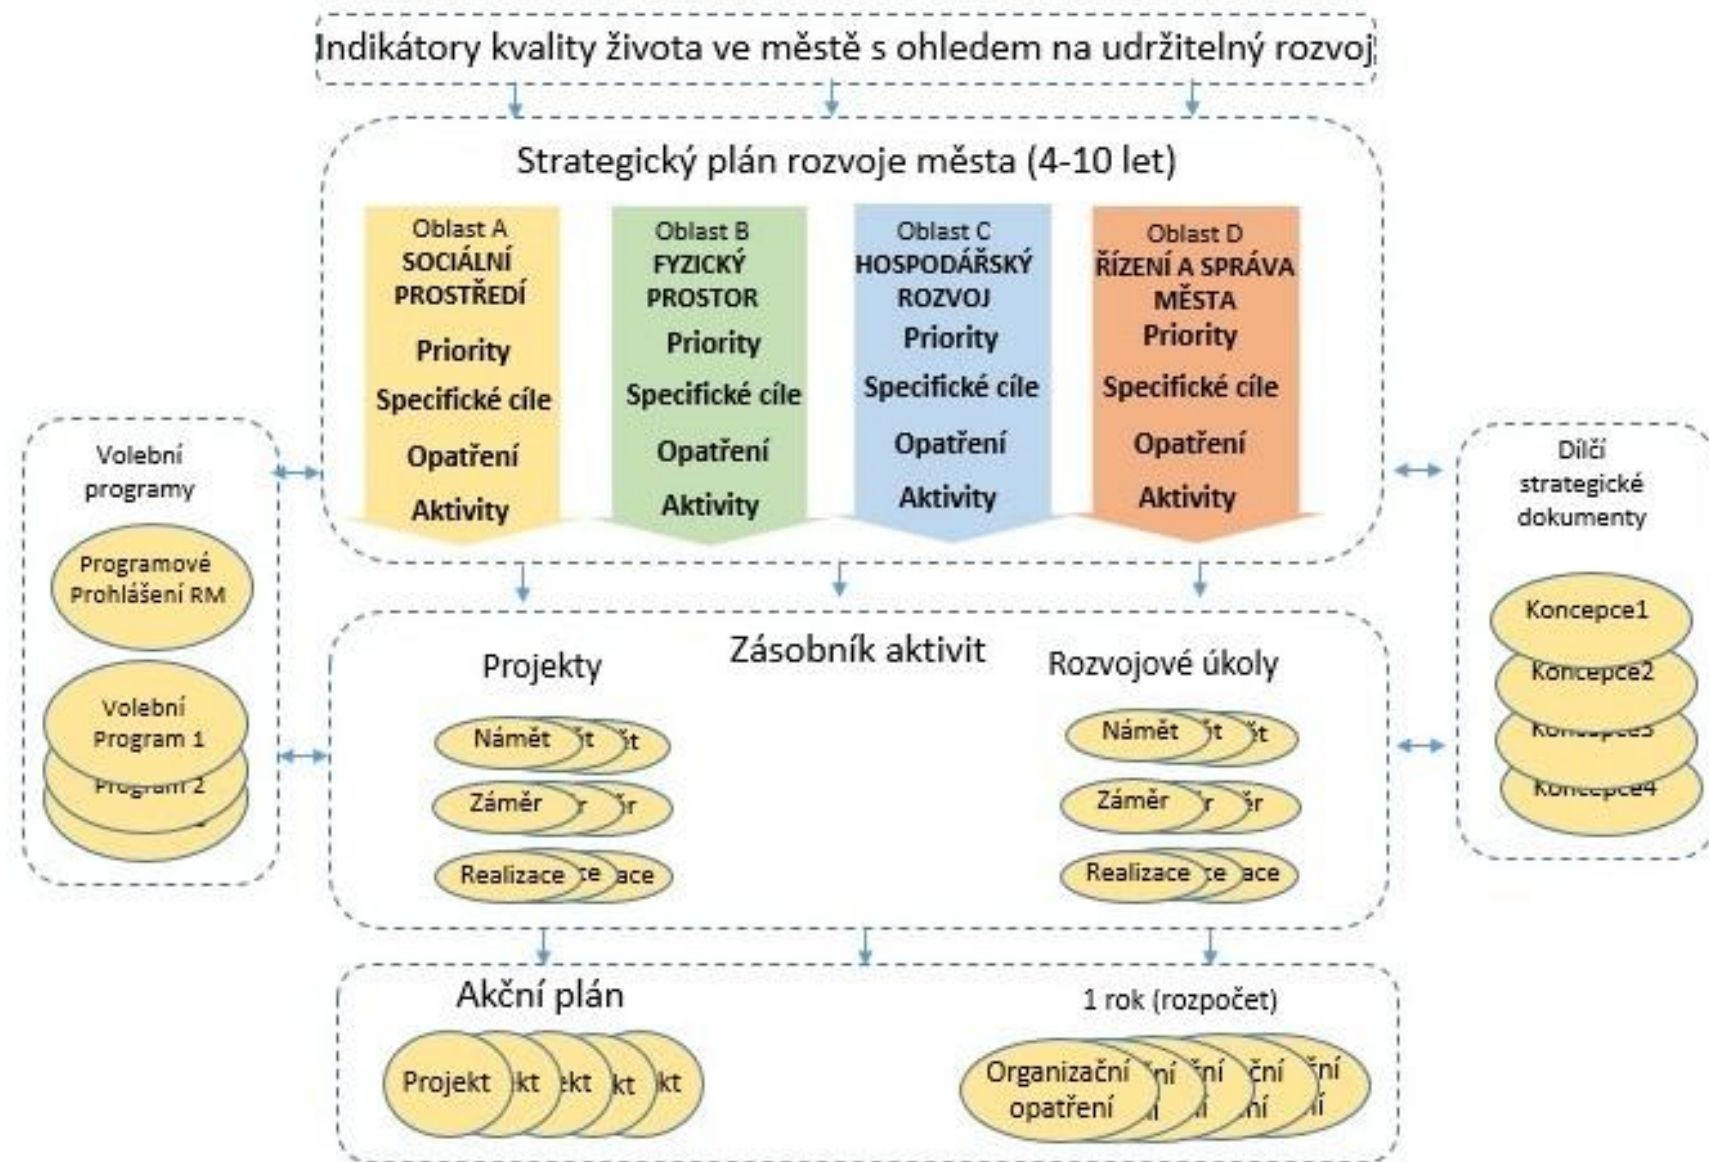 Indikátory kvality života ve městě s ohledem na udržitelný rozvoj
Strategický plán rozvoje města (4-10 let)
Oblast A
SOCIÁLNÍ
PROSTŘEDÍ
Priority
Specifické cíle
Opatření
Aktivity
Oblast B
FYZICKÝ
PROSTOR
Priority
Specifické cíle
Opatření
Aktivity
Oblast C
HOSPODÁŘSKÝ
ROZVOJ
Priority
Specifické cíle
Opatření
Aktivity
Oblast D
ŘÍZENÍ A SPRÁVA
MĚSTA
Priority
Specifické cíle
Opatření
Aktivity
Volební
programy
Programové
Prohlášení RM
Volební
Program 1
Program 2
Dílčí
strategické
dokumenty
Koncepce1
Koncepce2
Koncepce3
Koncepce4
Zásobník aktivit
Projekty
Námět
Záměr
Realizace
Rozvojové úkoly
Námět
Záměr
Realizace
Akční plán
Projekt
1 rok (rozpočet)
Organizační
opatření